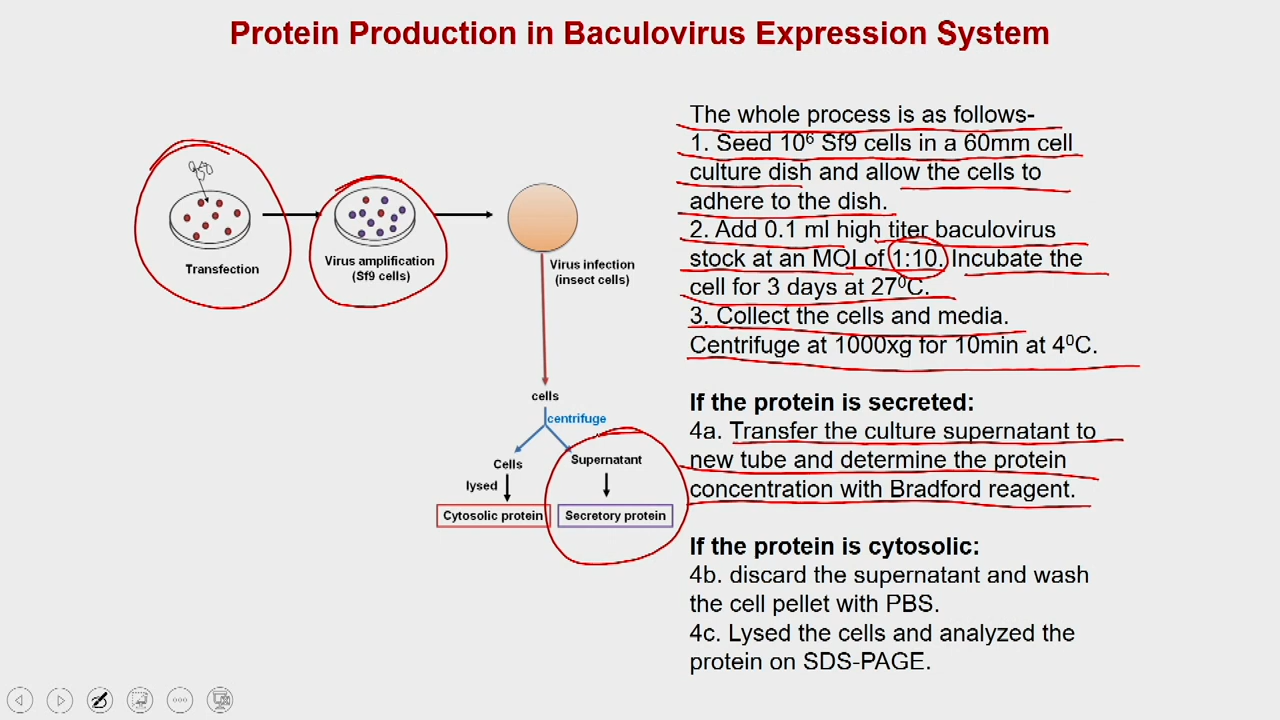 Protein Production in Baculovirus Expression System
Transfection
Virus amplification
(Sf9 cells)
Virus infection
(insect cells)
cells
centrifuge
Cells
Supernatant
lysed
Cytosolic protein
Secretory protein
The whole process is as follows-
1. Seed 10⁶ Sf9 cells in a 60mm cell
culture dish and allow the cells to
adhere to the dish.
2. Add 0.1 ml high titer baculovirus
stock at an MOI of 1:10. Incubate the
cell for 3 days at 27⁰C.
3. Collect the cells and media.
Centrifuge at 1000xg for 10min at 4⁰C.
If the protein is secreted:
4a. Transfer the culture supernatant to
new tube and determine the protein
concentration with Bradford reagent.
If the protein is cytosolic:
4b. discard the supernatant and wash
the cell pellet with PBS.
4c. Lysed the cells and analyzed the
protein on SDS-PAGE.